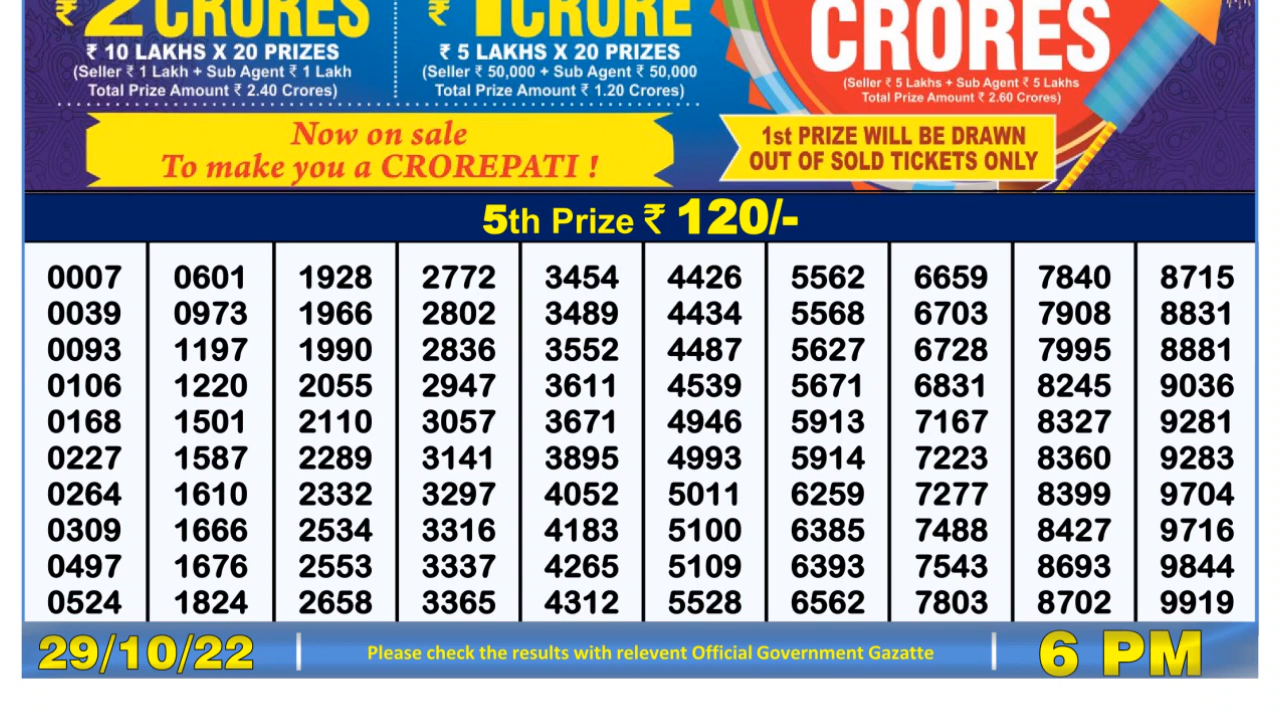 ₹ 2 CRORES
₹ 10 LAKHS X 20 PRIZES
(Seller ₹ 1 Lakh + Sub Agent ₹ 1 Lakh
Total Prize Amount ₹ 2.40 Crores)
₹ 1 CRORE
₹ 5 LAKHS X 20 PRIZES
(Seller ₹ 50,000 + Sub Agent ₹ 50,000
Total Prize Amount ₹ 1.20 Crores)
CRORES
(Seller ₹ 5 Lakhs + Sub Agent ₹ 5 Lakhs
Total Prize Amount ₹ 2.60 Crores)
Now on sale
To make you a CROREPATI !
1st PRIZE WILL BE DRAWN
OUT OF SOLD TICKETS ONLY
5th Prize ₹ 120/-
0007 0601 1928 2772 3454 4426 5562 6659 7840 8715
0039 0973 1966 2802 3489 4434 5568 6703 7908 8831
0093 1197 1990 2836 3552 4487 5627 6728 7995 8881
0106 1220 2055 2947 3611 4539 5671 6831 8245 9036
0168 1501 2110 3057 3671 4946 5913 7167 8327 9281
0227 1587 2289 3141 3895 4993 5914 7223 8360 9283
0264 1610 2332 3297 4052 5011 6259 7277 8399 9704
0309 1666 2534 3316 4183 5100 6385 7488 8427 9716
0497 1676 2553 3337 4265 5109 6393 7543 8693 9844
0524 1824 2658 3365 4312 5528 6562 7803 8702 9919
29/10/22 | Please check the results with relevent Official Government Gazatte | 6 PM